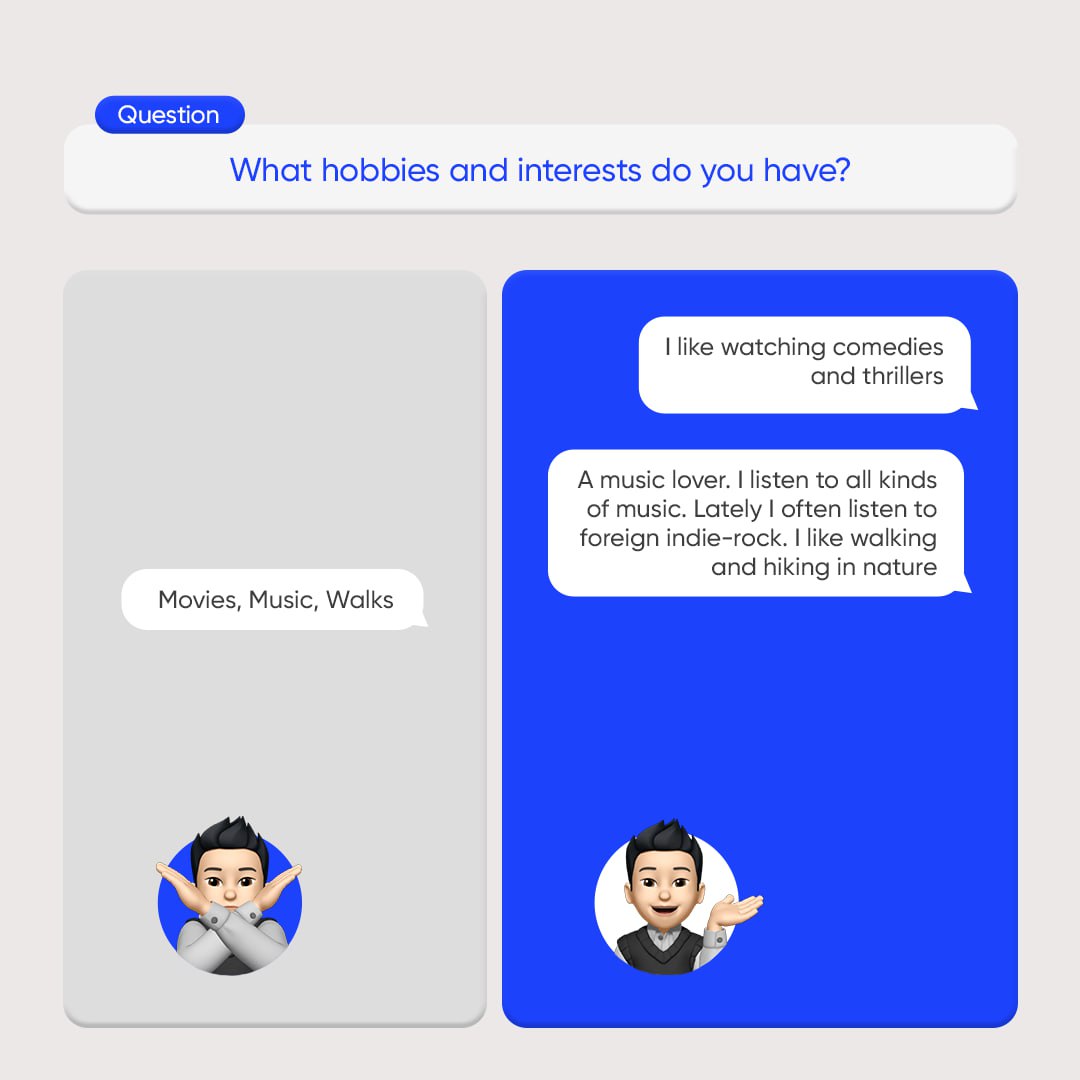 Question
What hobbies and interests do you have?
Movies, Music, Walks
I like watching comedies
and thrillers
A music lover. I listen to all kinds
of music. Lately I often listen to
foreign indie-rock. I like walking
and hiking in nature